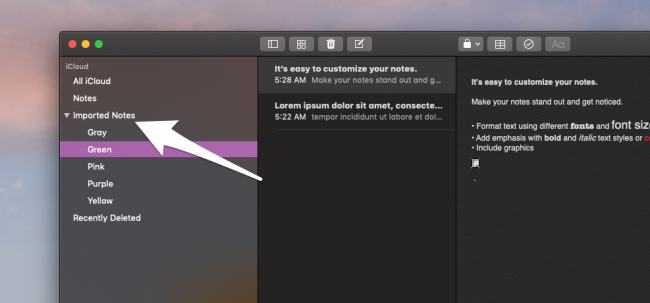 iCloud
All iCloud
Notes
Imported Notes
Gray
Green
Pink
Purple
Yellow
Recently Deleted
Aa
It's easy to customize your notes.
5:28 AM Make your notes stand out and g...
Lorem ipsum dolor sit amet, consecte...
5:22 AM tempor incididunt ut labore et dol...
It's easy to customize your notes.
Make your notes stand out and get noticed.
• Format text using different fonts and font siz
• Add emphasis with bold and italic text styles or
• Include graphics